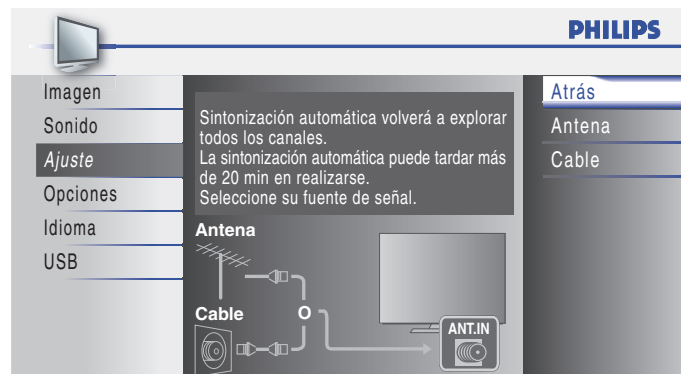 PHILIPS
Imagen
Sonido
Ajuste
Opciones
Idioma
USB
Sintonización automática volverá a explorar
todos los canales.
La sintonización automática puede tardar más
de 20 min en realizarse.
Seleccione su fuente de señal.
Antena
Cable
O
ANT.IN
Atrás
Antena
Cable